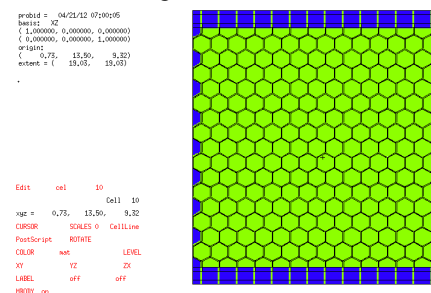 probid = 04/21/12 07:00:05
basis: XZ
( 1.000000, 0.000000, 0.000000)
( 0.000000, 0.000000, 1.000000)
origin:
( 0.73, 13.50, 9.32)
extent = ( 19.03, 19.03)
Edit cel 10
Cell 10
xyz = 0.73, 13.50, 9.32
CURSOR SCALES 0 CellLine
PostScript ROTATE
COLOR mat LEVEL
XY YZ ZX
LABEL off off
MBODY on